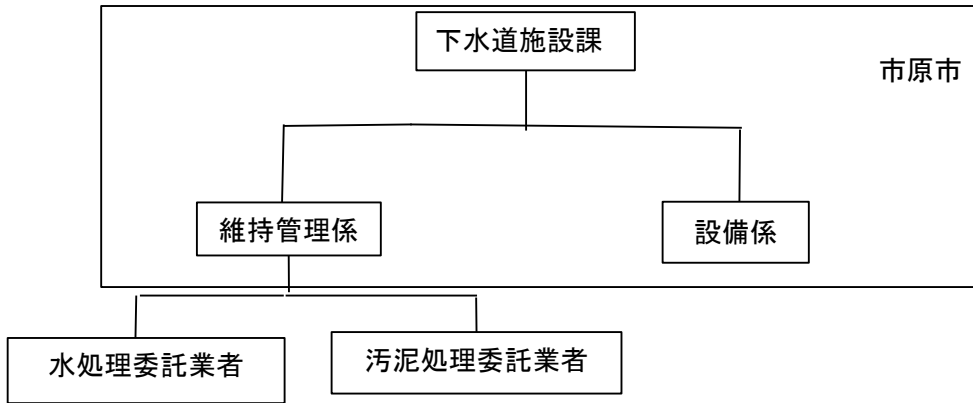 下水道施設課
市原市
維持管理係
設備係
水処理委託業者
汚泥処理委託業者